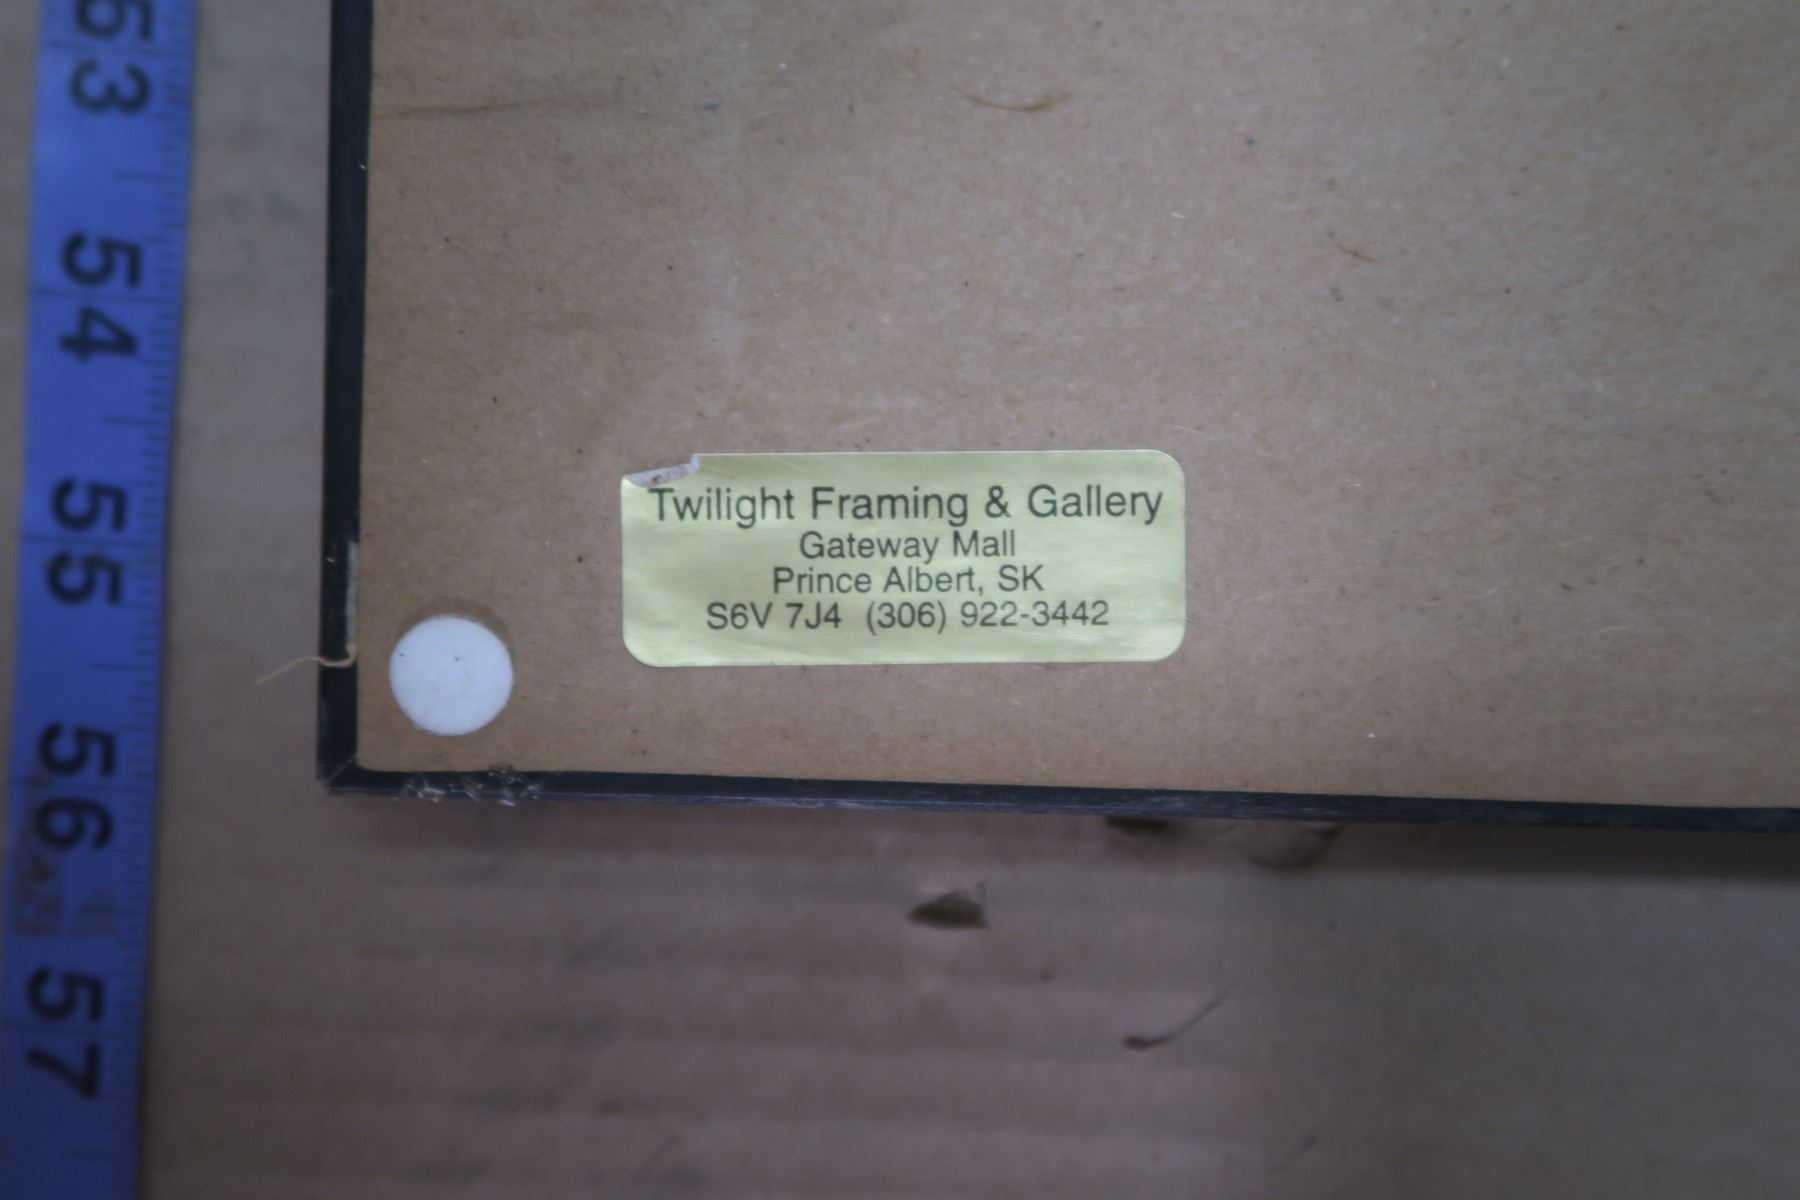 Twilight Framing & Gallery
Gateway Mall
Prince Albert, SK
S6V 7J4 (306) 922-3442
53
54
55
56
57